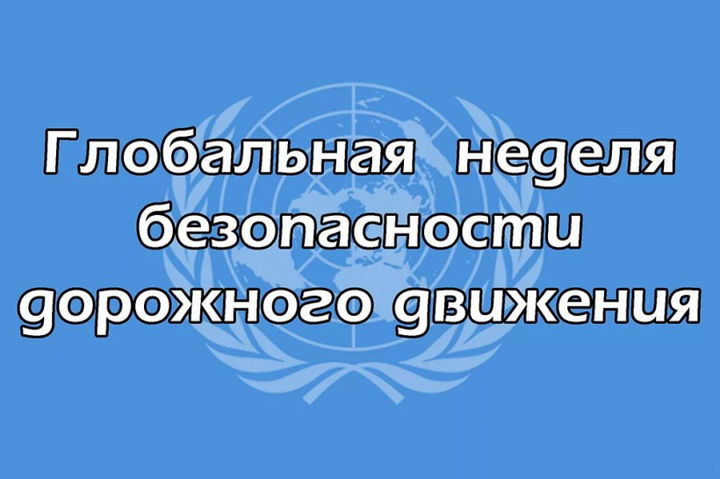 Глобальная неделя
безопасности
дорожного движения